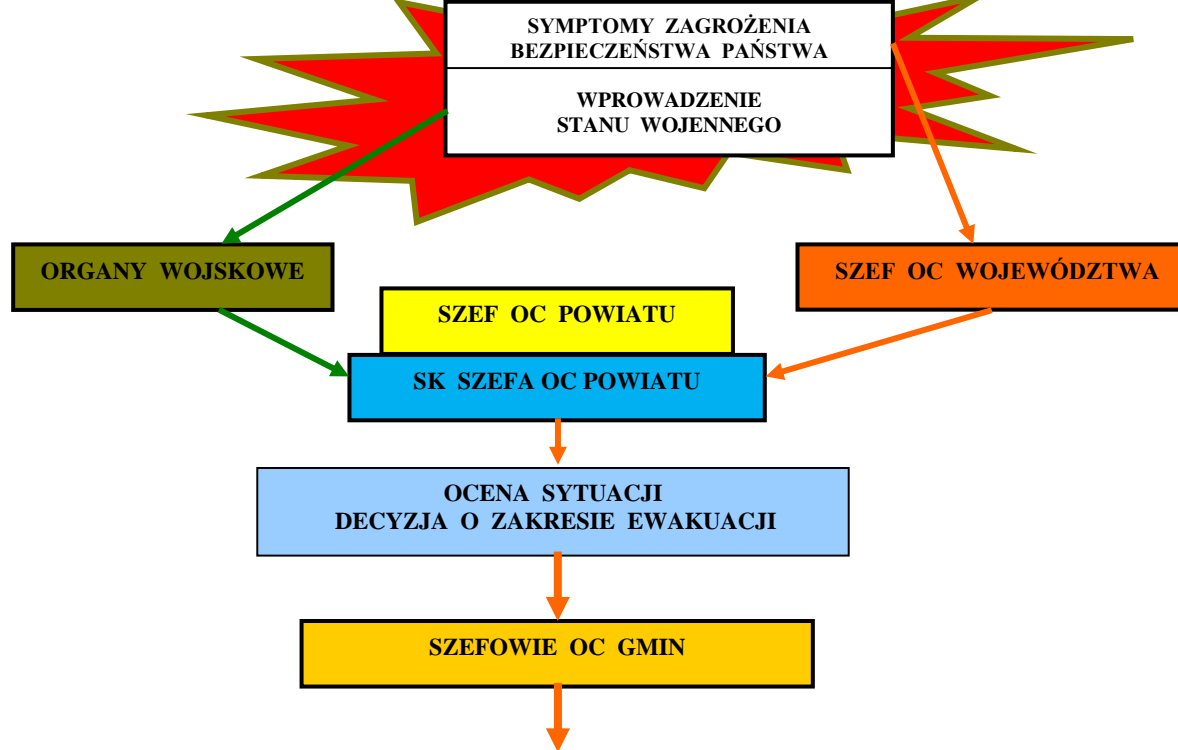 SYMPTOMY ZAGROŻENIA
BEZPIECZEŃSTWA PAŃSTWA
WPROWADZENIE
STANU WOJENNEGO
ORGANY WOJSKOWE
SZEF OC WOJEWÓDZTWA
SZEF OC POWIATU
SK SZEFA OC POWIATU
OCENA SYTUACJI
DECYZJA O ZAKRESIE EWAKUACJI
SZEFOWIE OC GMIN